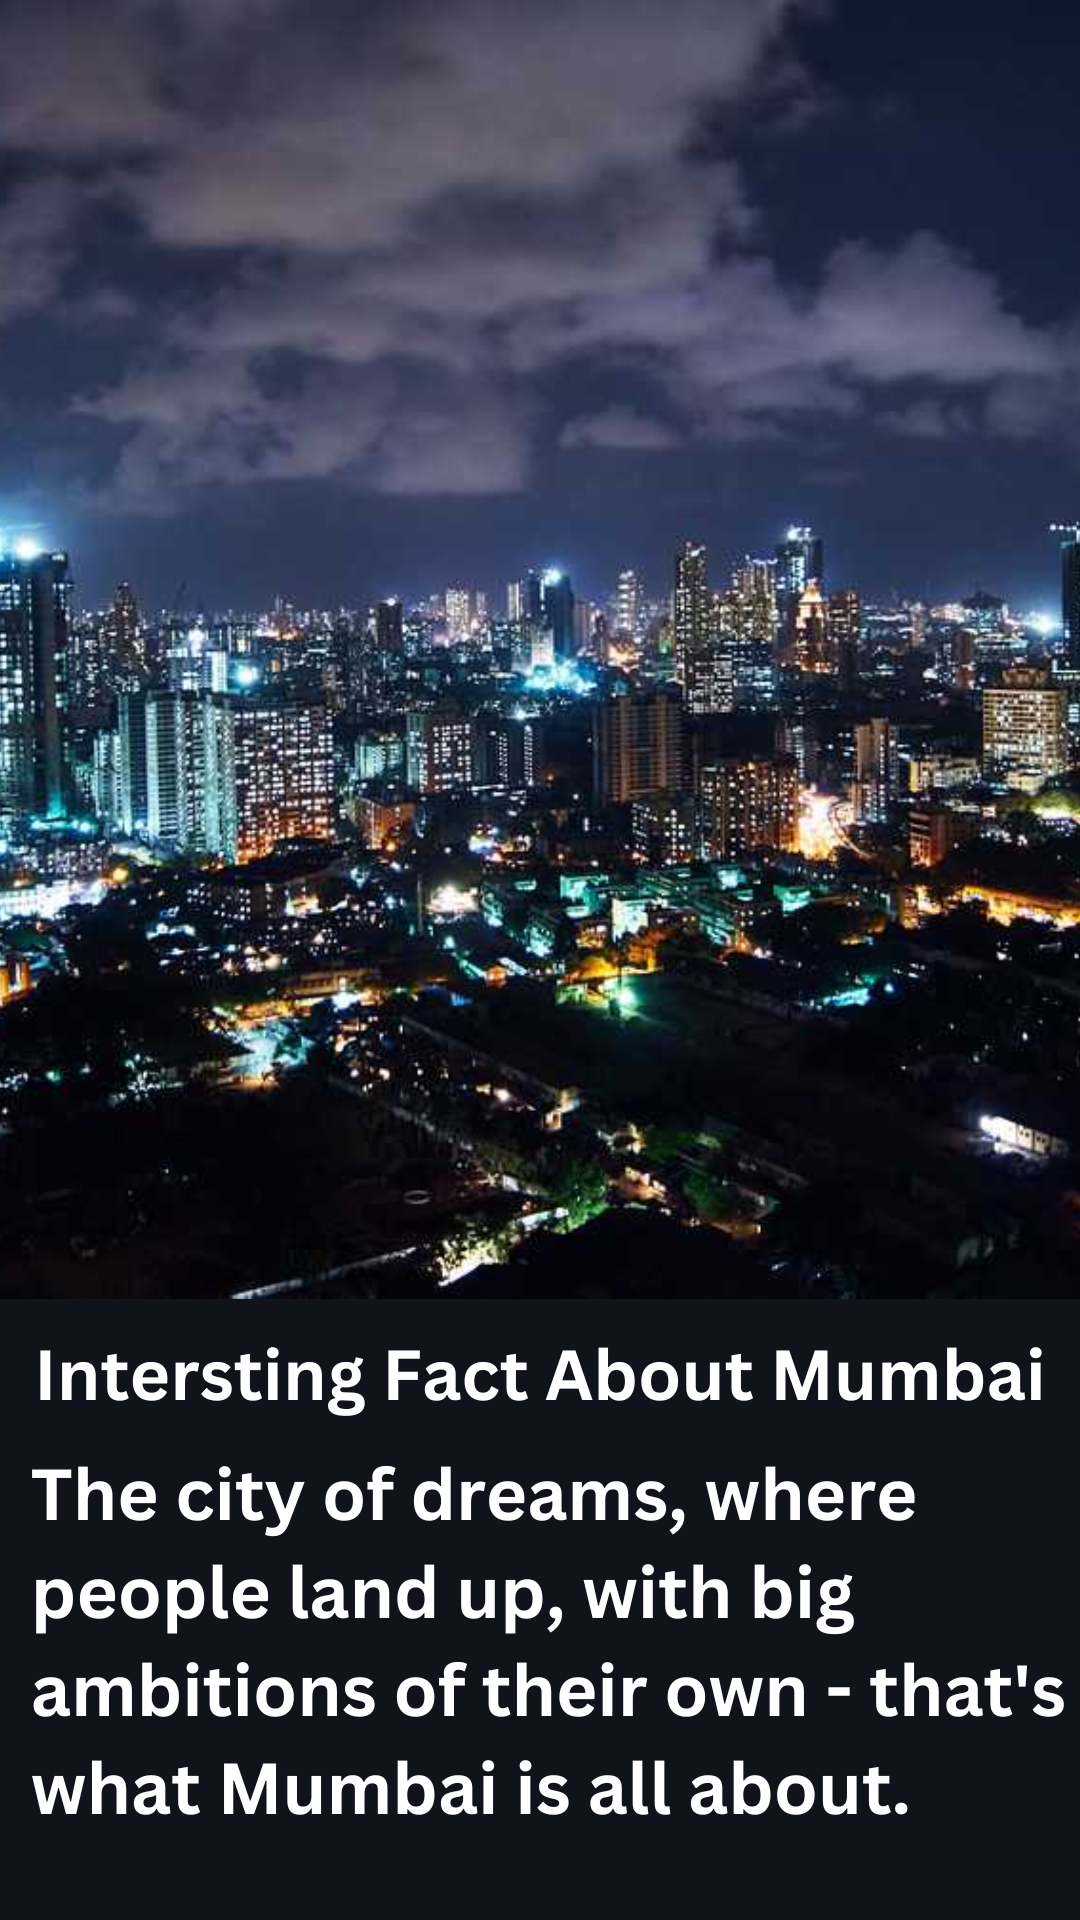 Intersting Fact About Mumbai
The city of dreams, where
people land up, with big
ambitions of their own - that's
what Mumbai is all about.